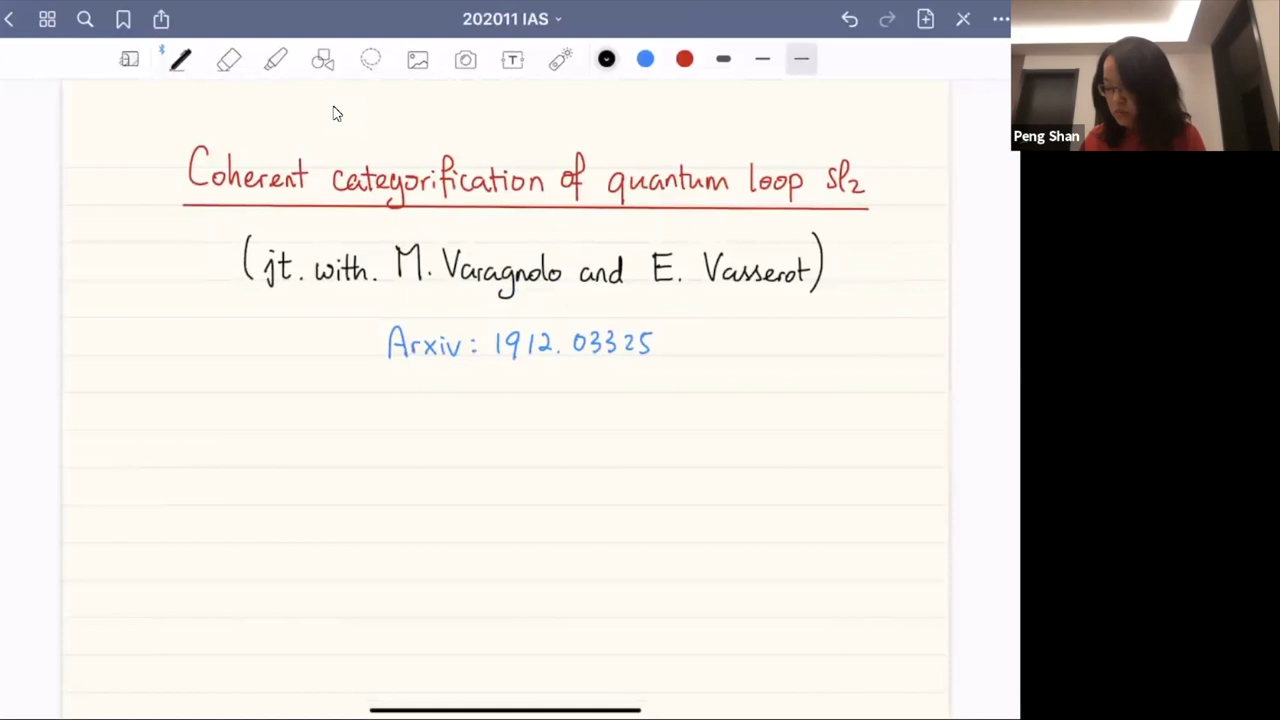 202011 IAS
Peng Shan
Coherent categorification of quantum loop sl₂
(jt. with. M. Varagnolo and E. Vasserot)
Arxiv: 1912.03325